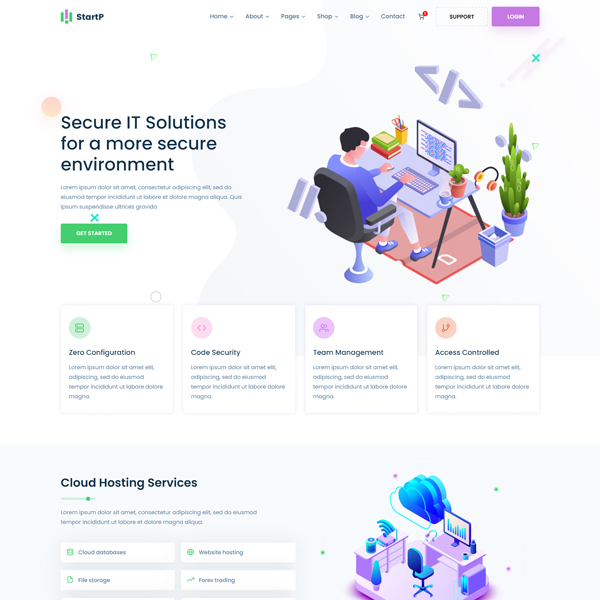 StartP
Home About Pages Shop Blog Contact SUPPORT LOGIN
Secure IT Solutions
for a more secure
environment
Lorem ipsum dolor sit amet, consectetur adipiscing elit, sed do
eiusmod tempor incididunt ut labore et dolore magna aliqua. Quis
ipsum suspendisse ultrices gravida
GET STARTED
Zero Configuration
Lorem ipsum dolor sit amet,
adipiscing, sed do eiusmod
tempor incididunt ut labore dolore
magna.
Code Security
Lorem ipsum dolor sit amet,
adipiscing, sed do eiusmod
tempor incididunt ut labore dolore
magna.
Team Management
Lorem ipsum dolor sit amet,
adipiscing, sed do eiusmod
tempor incididunt ut labore dolore
magna.
Access Controlled
Lorem ipsum dolor sit amet,
adipiscing, sed do eiusmod
tempor incididunt ut labore dolore
magna.
Cloud Hosting Services
Lorem ipsum dolor sit amet, consectetur adipiscing elit, sed do eiusmod
tempor incididunt ut labore et dolore magna aliqua.
Cloud databases
Website hosting
File storage
Forex trading